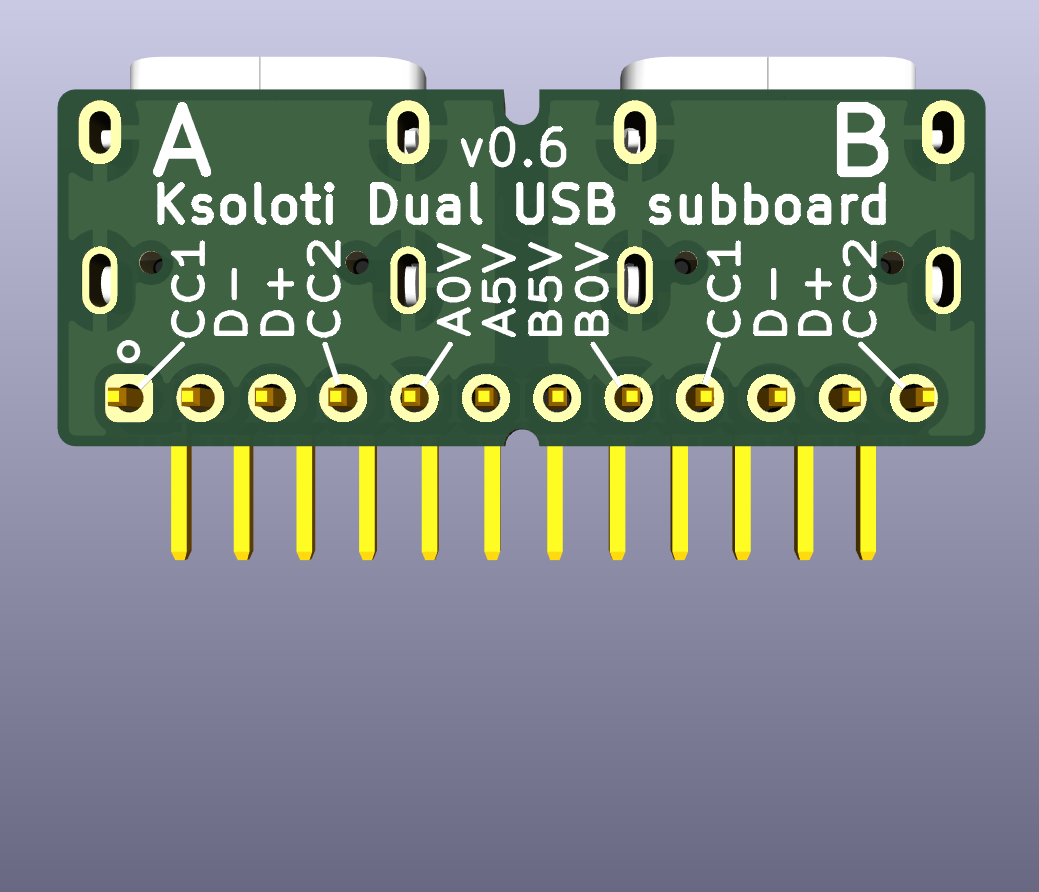 A B
v0.6
Ksoloti Dual USB subboard
CC1
D-
D+
CC2
A0V
A5V
B5V
B0V
CC1
D-
D+
CC2